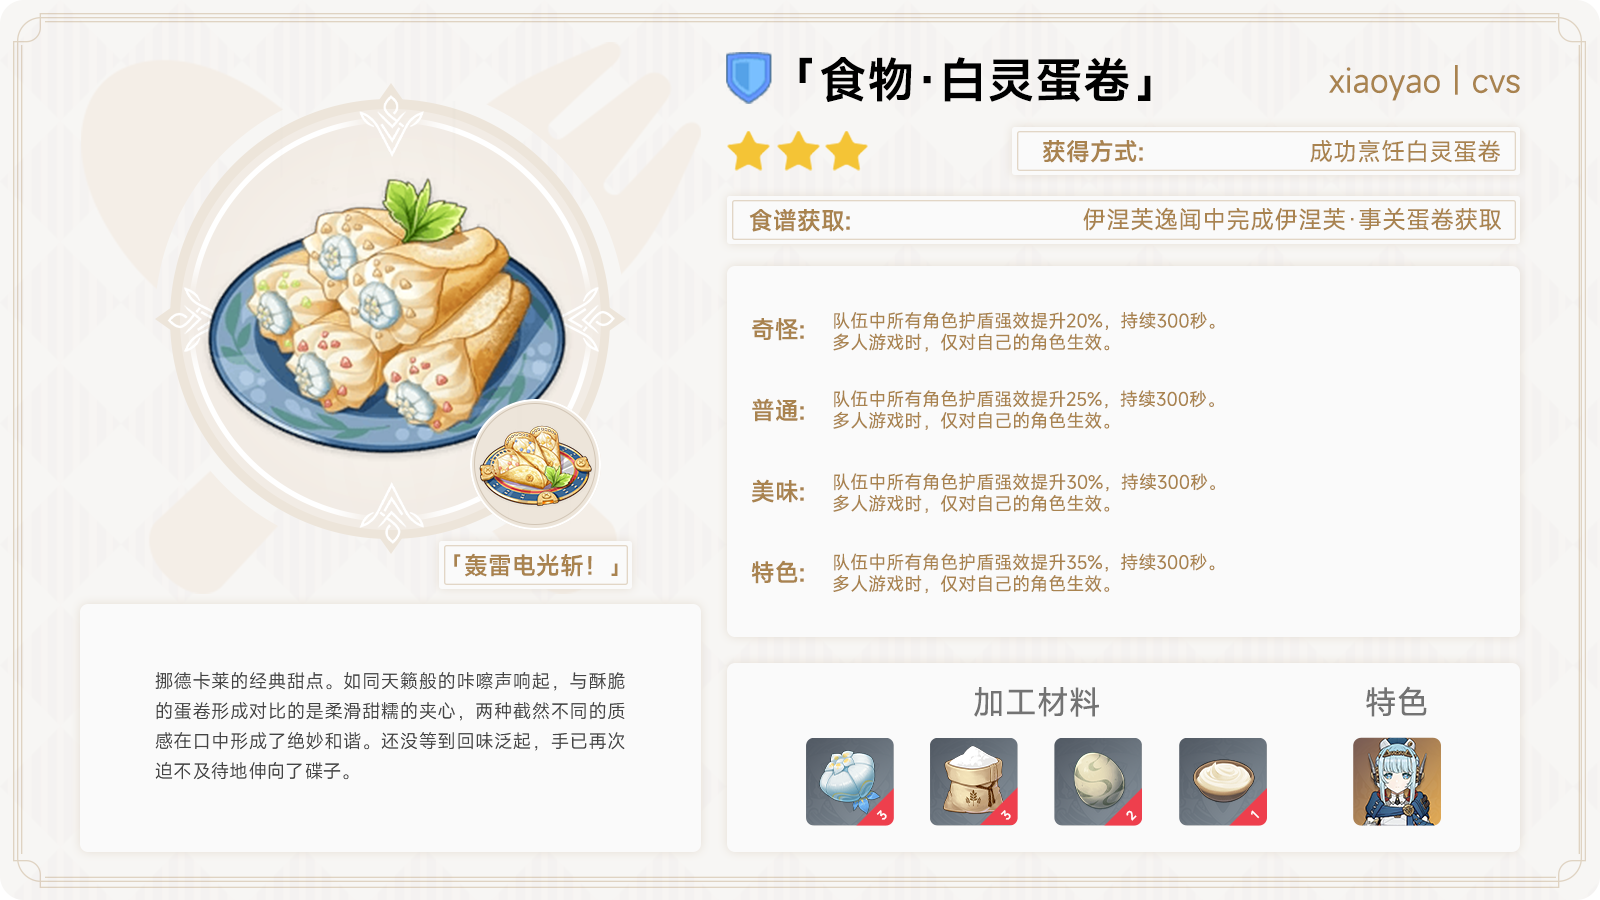 「食物·白灵蛋卷」
xiaoyao | cvs
获得方式:
成功烹饪白灵蛋卷
食谱获取:
伊涅芙逸闻中完成伊涅芙·事关蛋卷获取
奇怪:
队伍中所有角色护盾强效提升20%，持续300秒。
多人游戏时，仅对自己的角色生效。
普通:
队伍中所有角色护盾强效提升25%，持续300秒。
多人游戏时，仅对自己的角色生效。
美味:
队伍中所有角色护盾强效提升30%，持续300秒。
多人游戏时，仅对自己的角色生效。
特色:
队伍中所有角色护盾强效提升35%，持续300秒。
多人游戏时，仅对自己的角色生效。
「轰雷电光斩！」
挪德卡莱的经典甜点。如同天籁般的咔嚓声响起，与酥脆
的蛋卷形成对比的是柔滑甜糯的夹心，两种截然不同的质
感在口中形成了绝妙和谐。还没等到回味泛起，手已再次
迫不及待地伸向了碟子。
加工材料
特色
3
3
2
1